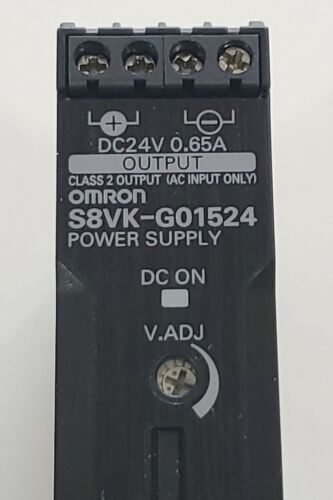 DC24V 0.65A
OUTPUT
CLASS 2 OUTPUT (AC INPUT ONLY)
OMRON
S8VK-G01524
POWER SUPPLY
DC ON
V.ADJ